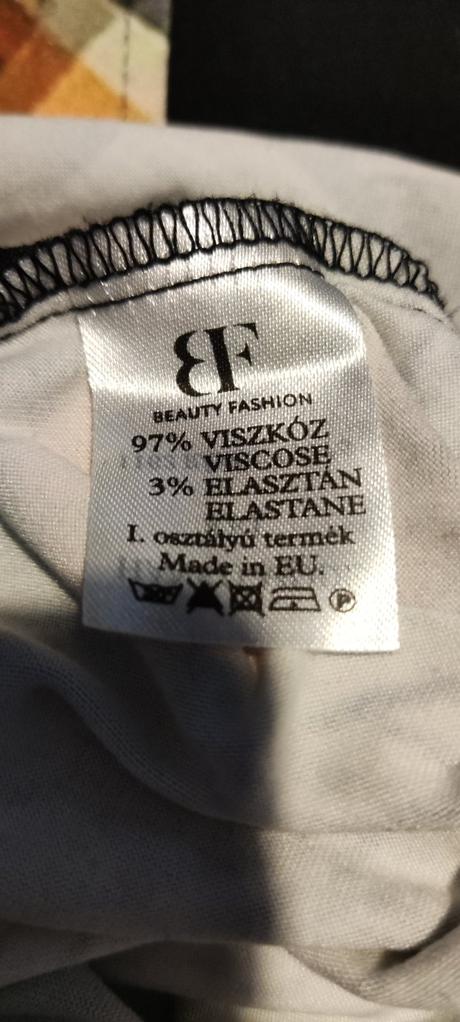 BF
BEAUTY FASHION
97% VISZKÓZ
VISCOSE
3% ELASZTÁN
ELASTANE
I. osztályú termék
Made in EU.
P